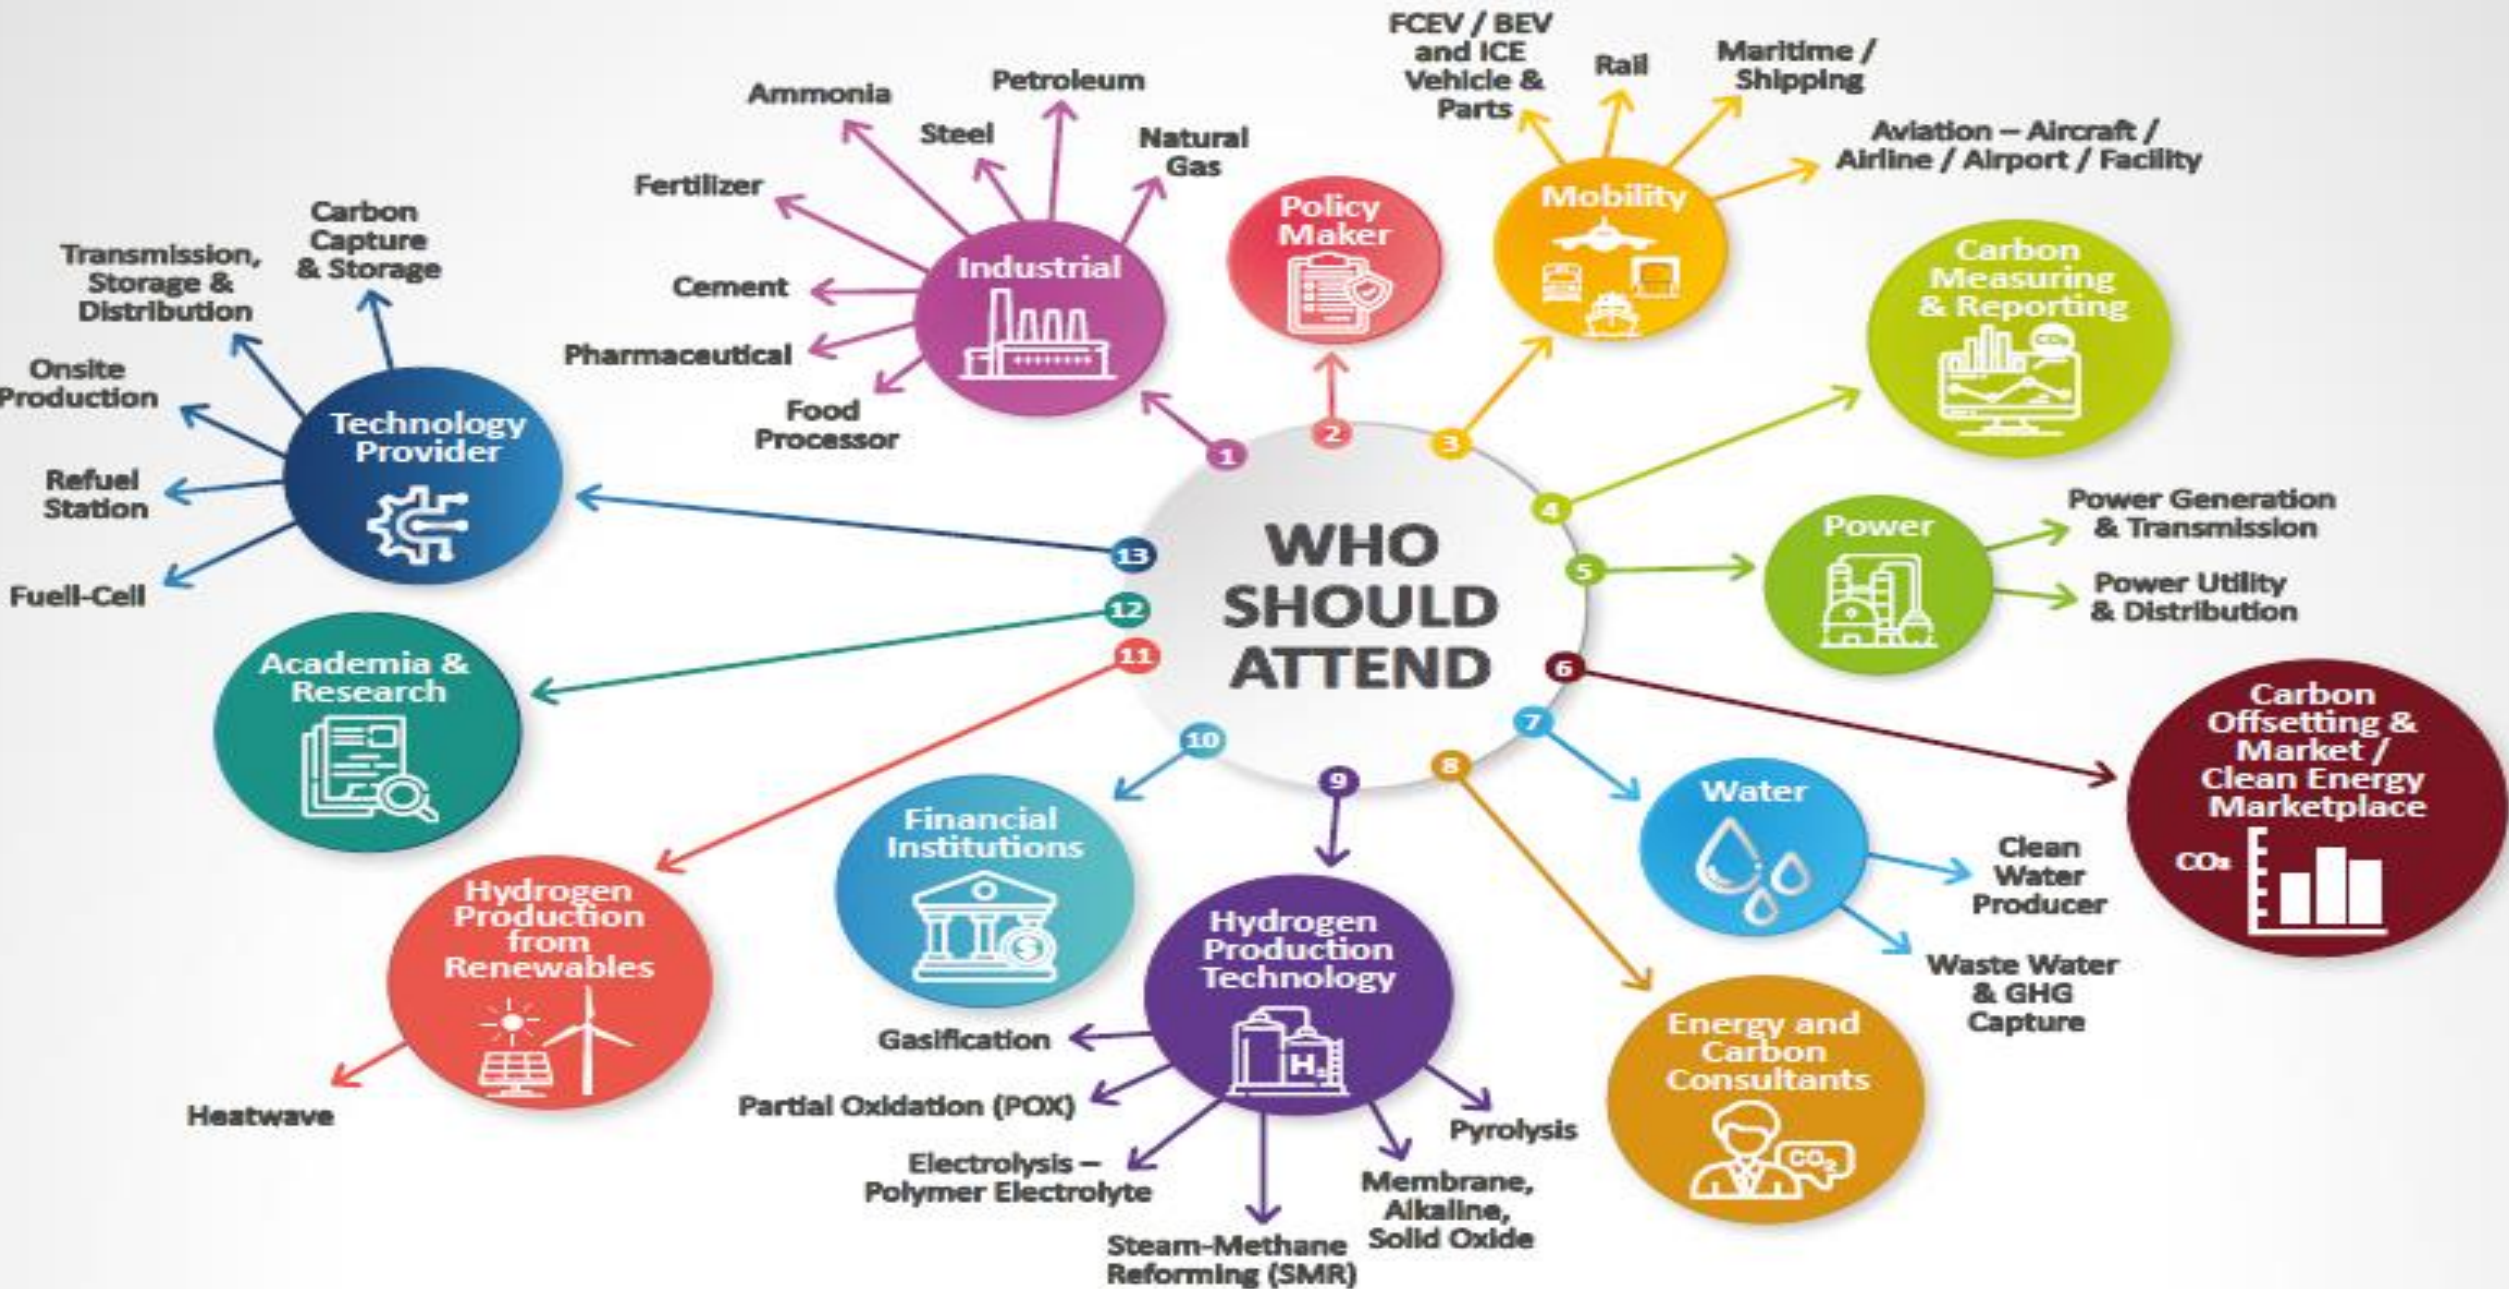 WHO
SHOULD
ATTEND
1
Industrial
Ammonia
Petroleum
Steel
Natural
Gas
Fertilizer
Cement
Pharmaceutical
Food
Processor
2
Policy
Maker
3
Mobility
FCEV / BEV
and ICE
Vehicle &
Parts
Rail
Maritime /
Shipping
Aviation – Aircraft /
Airline / Airport / Facility
4
Carbon
Measuring
& Reporting
CO₂
5
Power
Power Generation
& Transmission
Power Utility
& Distribution
6
Carbon
Offsetting &
Market /
Clean Energy
Marketplace
CO₂
7
Water
Clean
Water
Producer
Waste Water
& GHG
Capture
8
Energy and
Carbon
Consultants
CO₂
9
Hydrogen
Production
Technology
H₂
Gasification
Partial Oxidation (POX)
Electrolysis –
Polymer Electrolyte
Steam-Methane
Reforming (SMR)
Membrane,
Alkaline,
Solid Oxide
Pyrolysis
10
Financial
Institutions
$
11
Hydrogen
Production
from
Renewables
Heatwave
12
Academia &
Research
13
Technology
Provider
Carbon
Capture
& Storage
Transmission,
Storage &
Distribution
Onsite
Production
Refuel
Station
Fuell-Cell